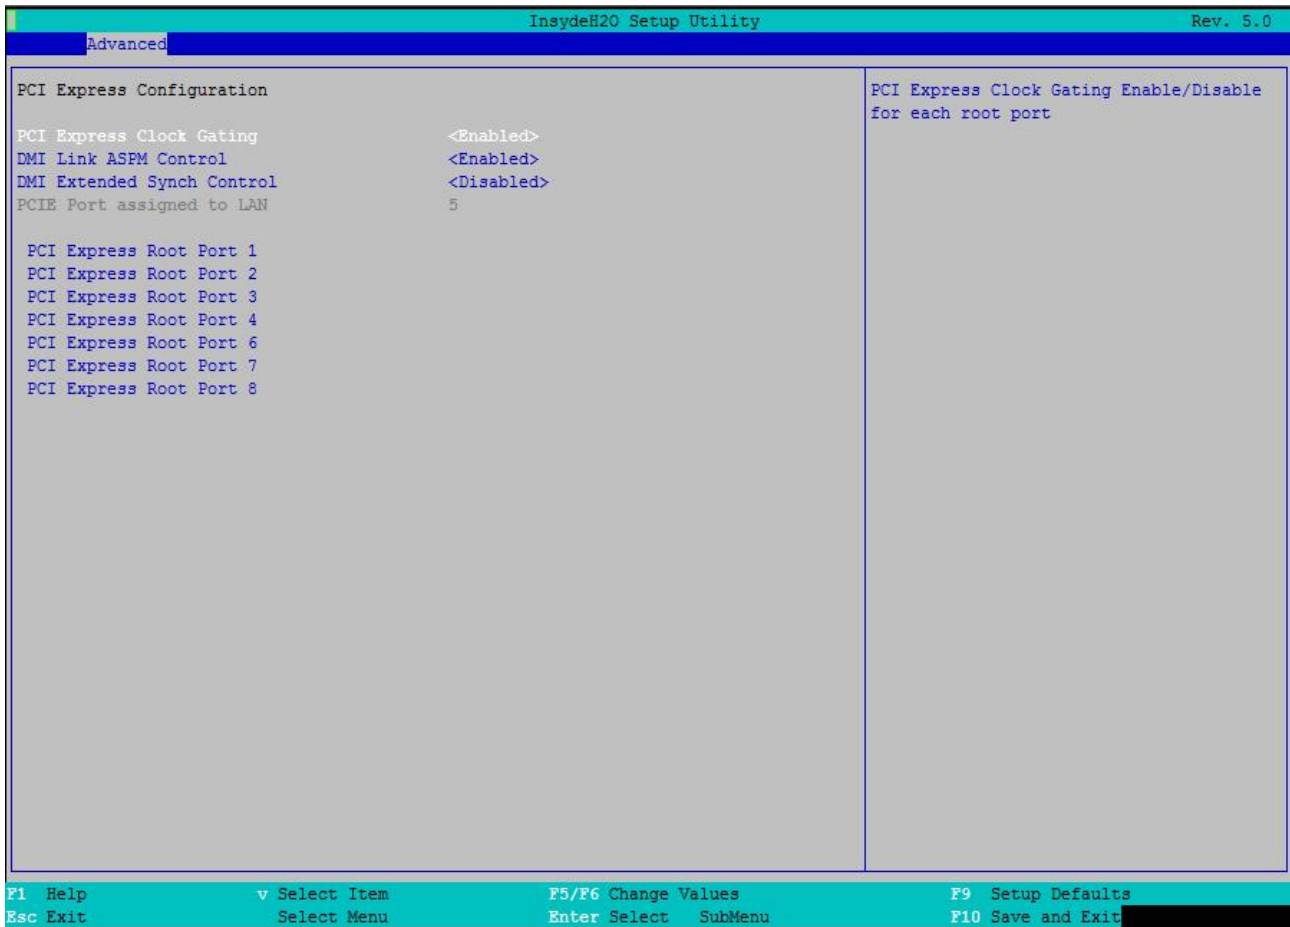 InsydeH2O Setup Utility Rev. 5.0
Advanced
PCI Express Configuration
PCI Express Clock Gating <Enabled>
DMI Link ASPM Control <Enabled>
DMI Extended Synch Control <Disabled>
PCIE Port assigned to LAN 5
PCI Express Root Port 1
PCI Express Root Port 2
PCI Express Root Port 3
PCI Express Root Port 4
PCI Express Root Port 6
PCI Express Root Port 7
PCI Express Root Port 8
PCI Express Clock Gating Enable/Disable
for each root port
F1 Help v Select Item F5/F6 Change Values F9 Setup Defaults
Esc Exit Select Menu Enter Select SubMenu F10 Save and Exit